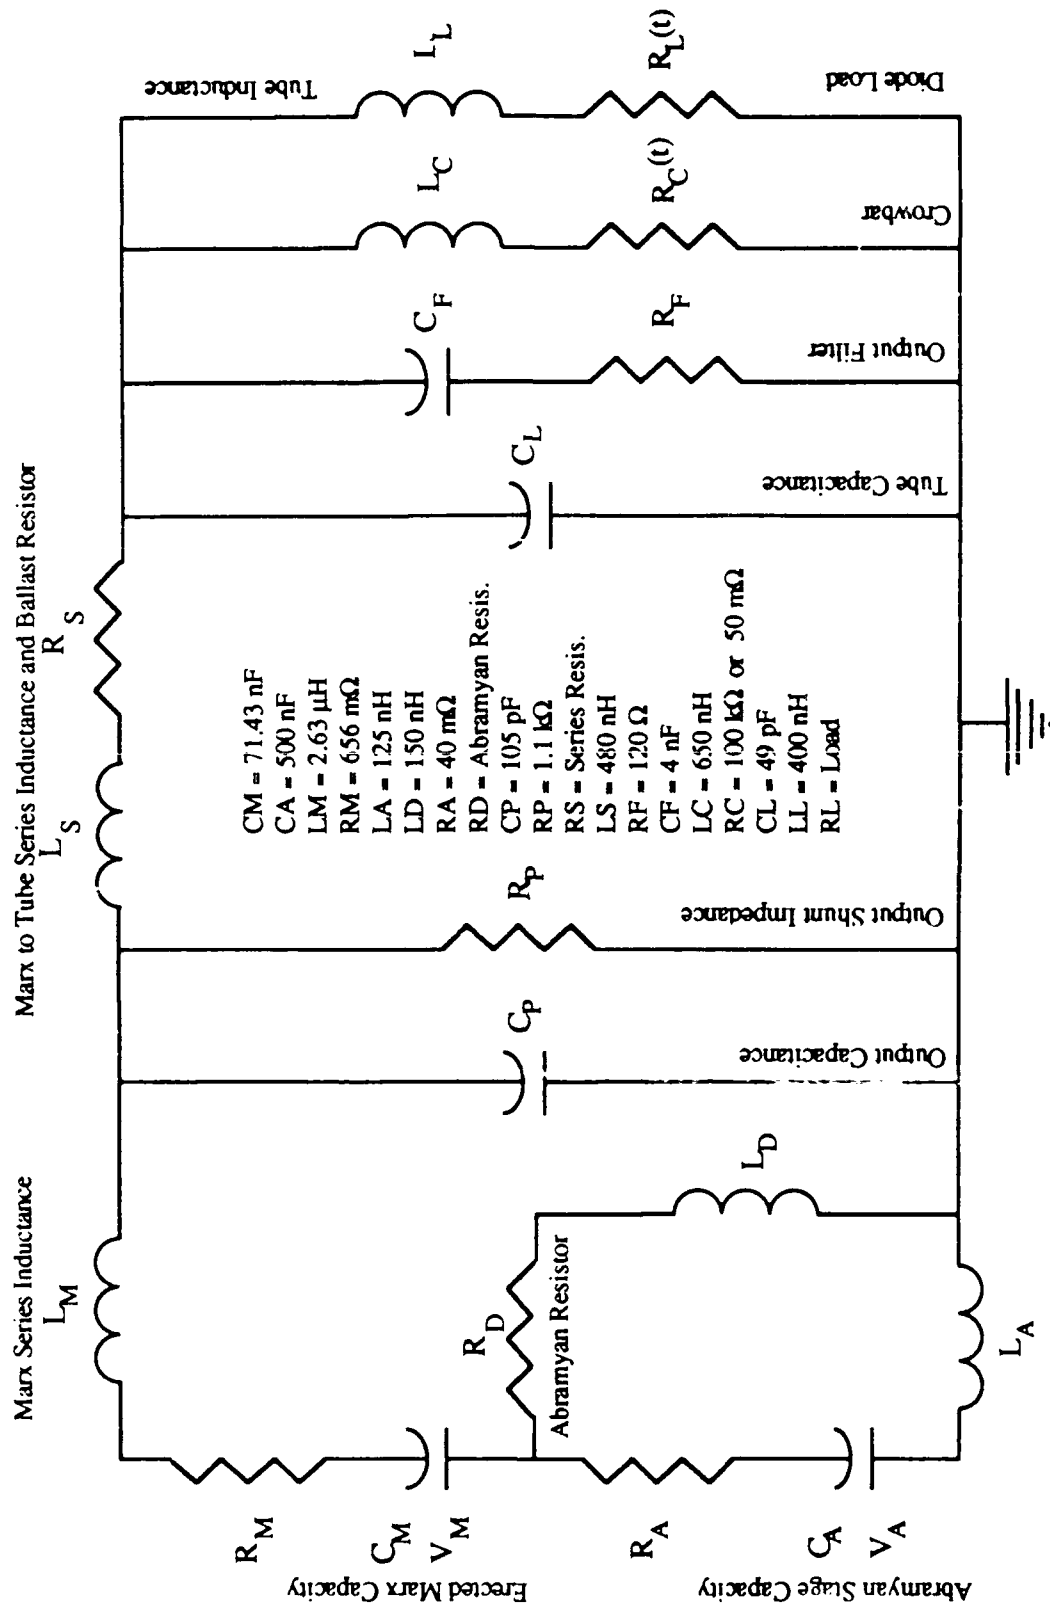 Marx Series Inductance
L_M
Marx to Tube Series Inductance and Ballast Resistor
L_S
R_S
R_M
C_M
V_M
Erected Marx Capacity
R_D
Abramyan Resistor
L_D
R_A
C_A
V_A
Abramyan Stage Capacity
L_A
C_P
Output Capacitance
R_P
Output Shunt Impedance
CM = 71.43 nF
CA = 500 nF
LM = 2.63 μH
RM = 656 mΩ
LA = 125 nH
LD = 150 nH
RA = 40 mΩ
RD = Abramyan Resis.
CP = 105 pF
RP = 1.1 kΩ
RS = Series Resis.
LS = 480 nH
RF = 120 Ω
CF = 4 nF
LC = 650 nH
RC = 100 kΩ or 50 mΩ
CL = 49 pF
LL = 400 nH
RL = Load
C_L
Tube Capacitance
C_F
R_F
Output Filter
L_C
R_C(t)
Crowbar
Tube Inductance
L_L
R_L(t)
Diode Load